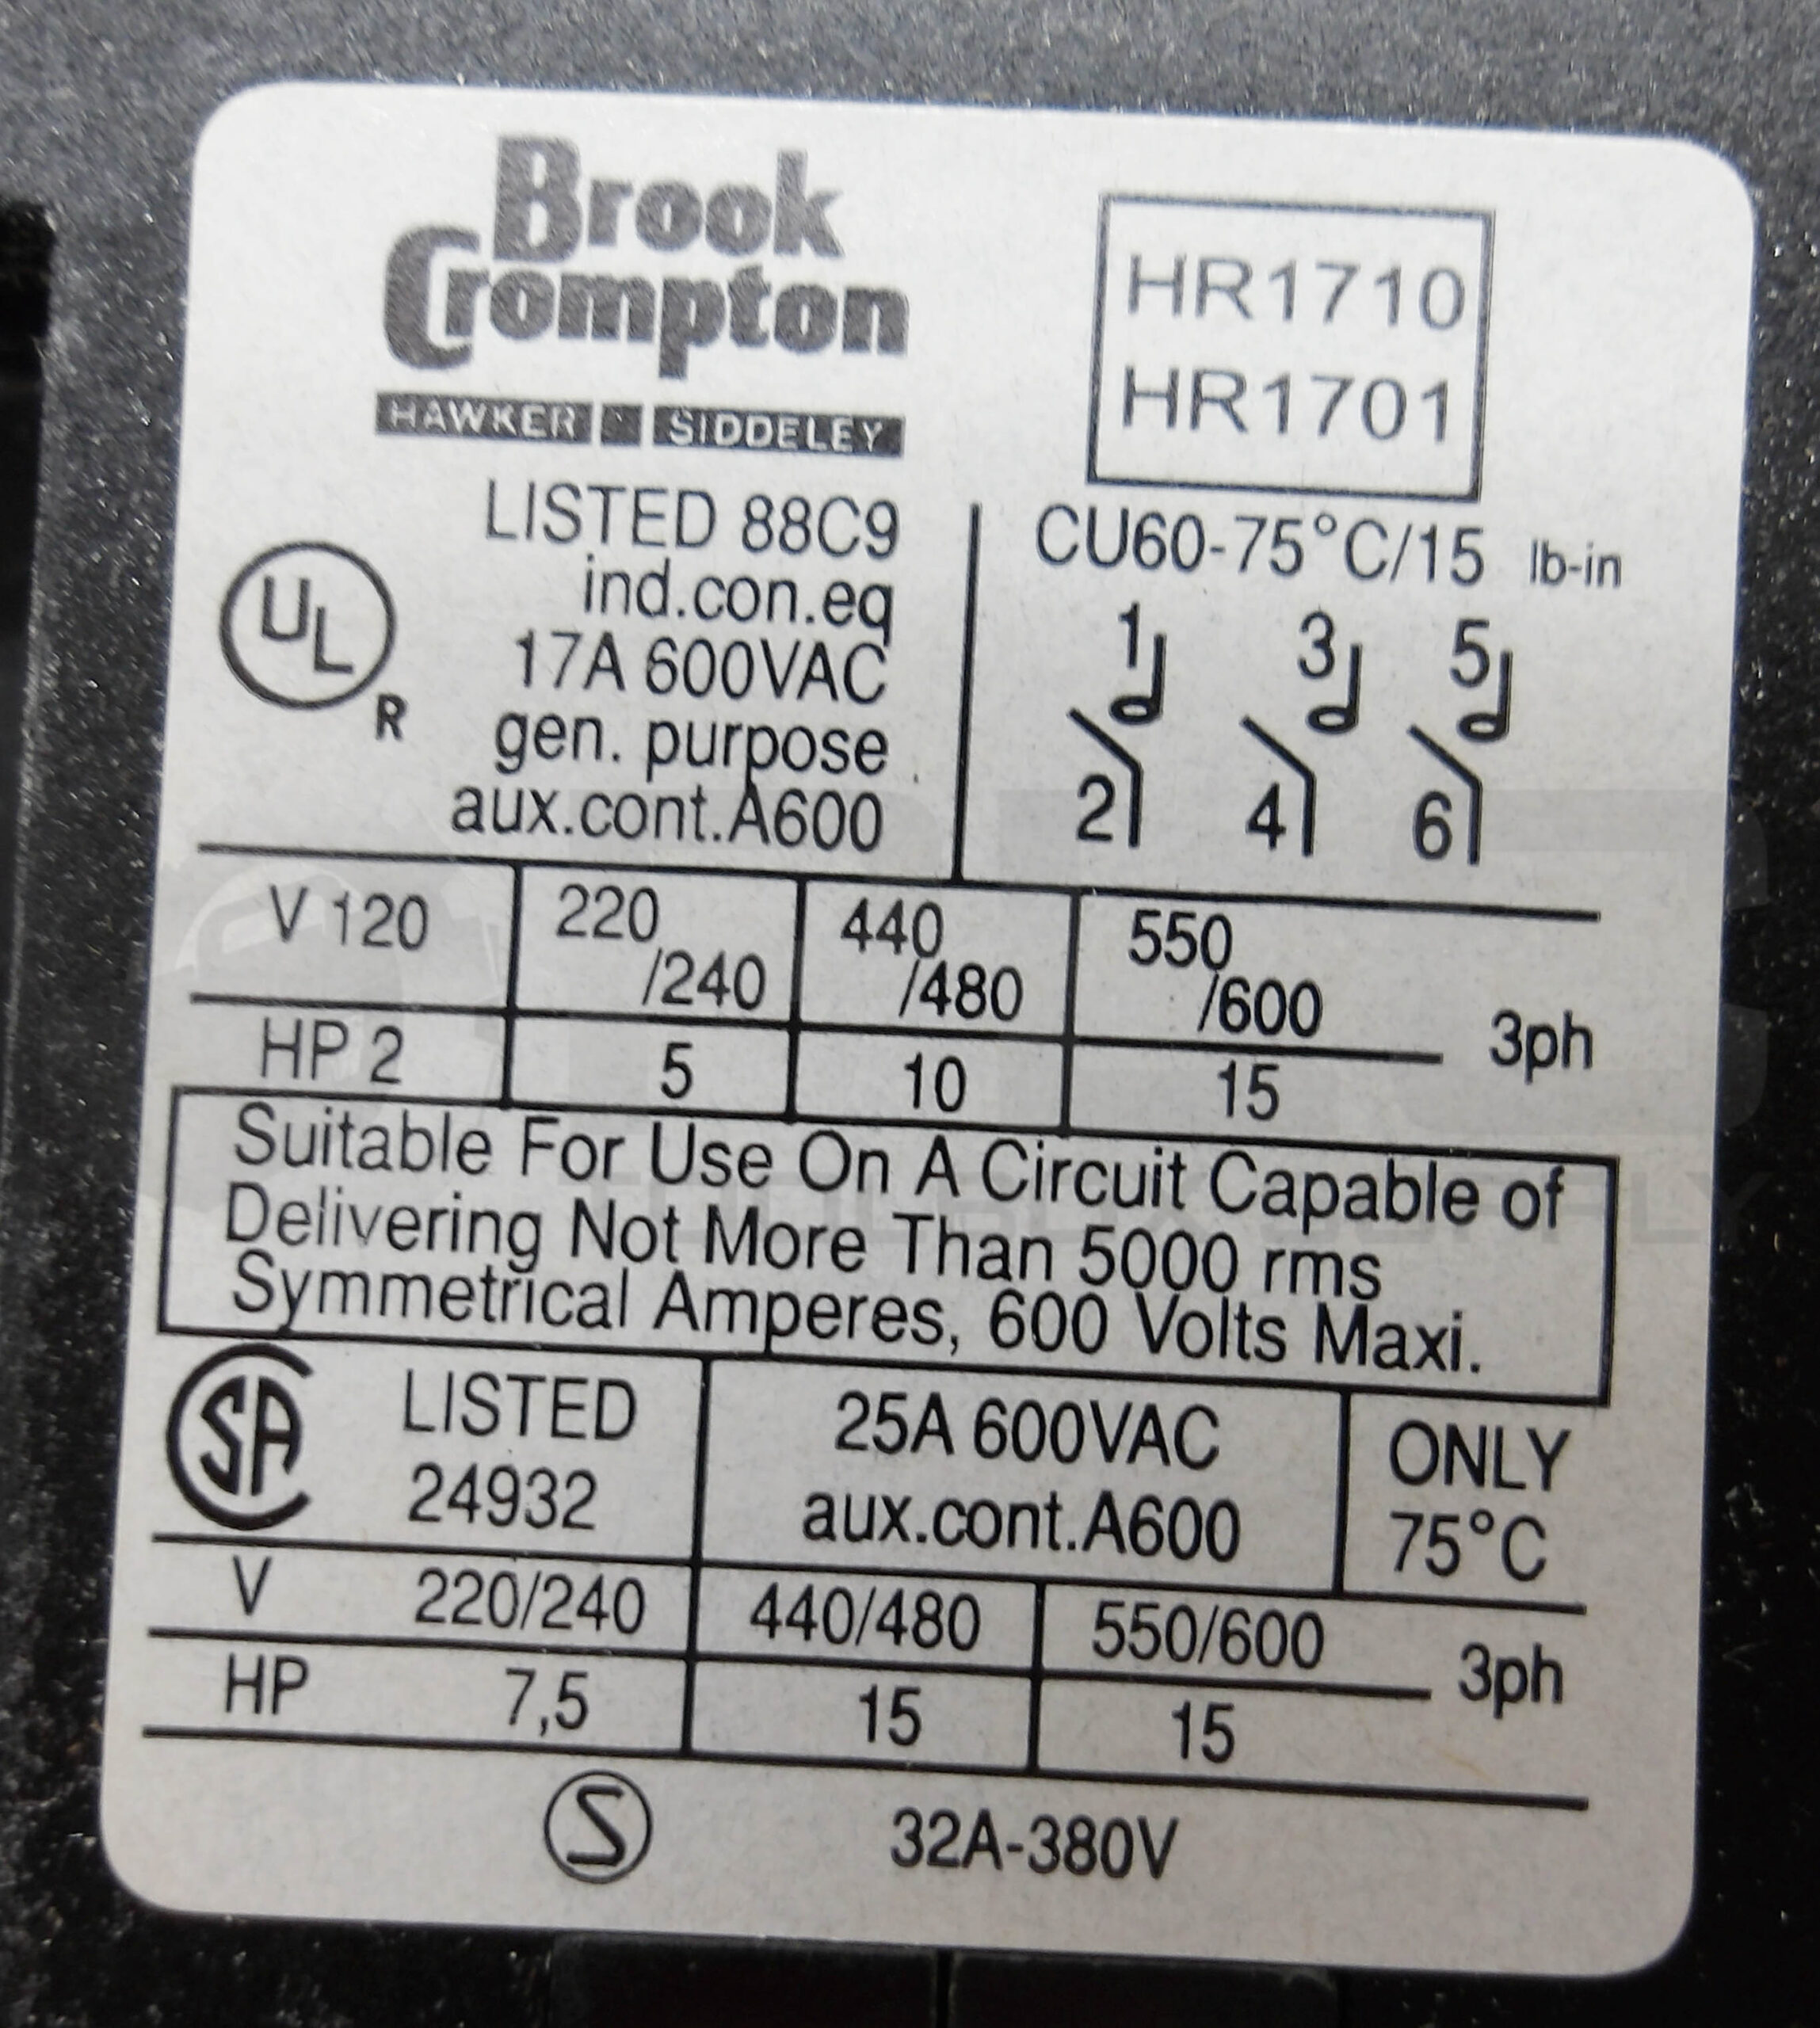 Brook
Crompton
HAWKER SIDDELEY
HR1710
HR1701
UL
R
LISTED 88C9
ind.con.eq
17A 600VAC
gen. purpose
aux.cont.A600
CU60-75°C/15 lb-in
1 3 5
2 4 6
V 120 220/240 440/480 550/600
HP 2 5 10 15
3ph
Suitable For Use On A Circuit Capable of
Delivering Not More Than 5000 rms
Symmetrical Amperes, 600 Volts Maxi.
SA
LISTED
24932
25A 600VAC
aux.cont.A600
ONLY
75°C
V 220/240 440/480 550/600
HP 7,5 15 15
3ph
S 32A-380V